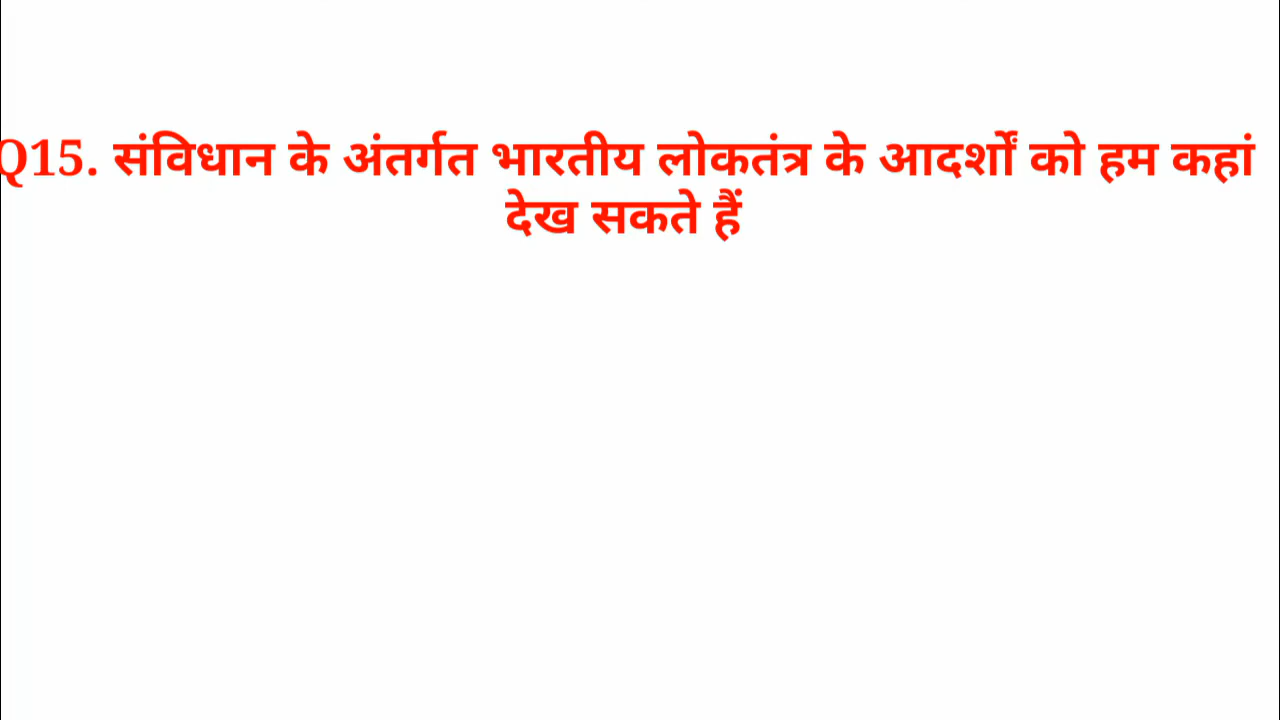 Q15. संविधान के अंतर्गत भारतीय लोकतंत्र के आदर्शों को हम कहां
देख सकते हैं